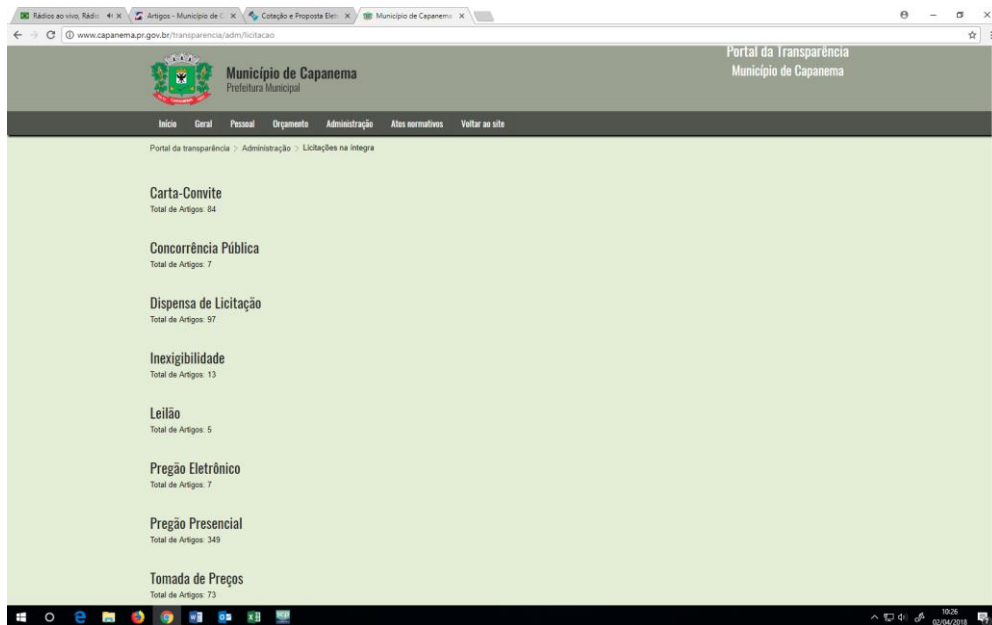 Rádios ao vivo, Rádio
Artigos - Município de C
Cotação e Proposta Elet
Município de Capanema
www.capanema.pr.gov.br/transparencia/adm/licitacao
Portal da Transparência
Município de Capanema
Município de Capanema
Prefeitura Municipal
Início Geral Pessoal Orçamento Administração Atos normativos Voltar ao site
Portal da transparência > Administração > Licitações na íntegra
Carta-Convite
Total de Artigos: 84
Concorrência Pública
Total de Artigos: 7
Dispensa de Licitação
Total de Artigos: 97
Inexigibilidade
Total de Artigos: 13
Leilão
Total de Artigos: 5
Pregão Eletrônico
Total de Artigos: 7
Pregão Presencial
Total de Artigos: 349
Tomada de Preços
Total de Artigos: 73
10:26
02/04/2018